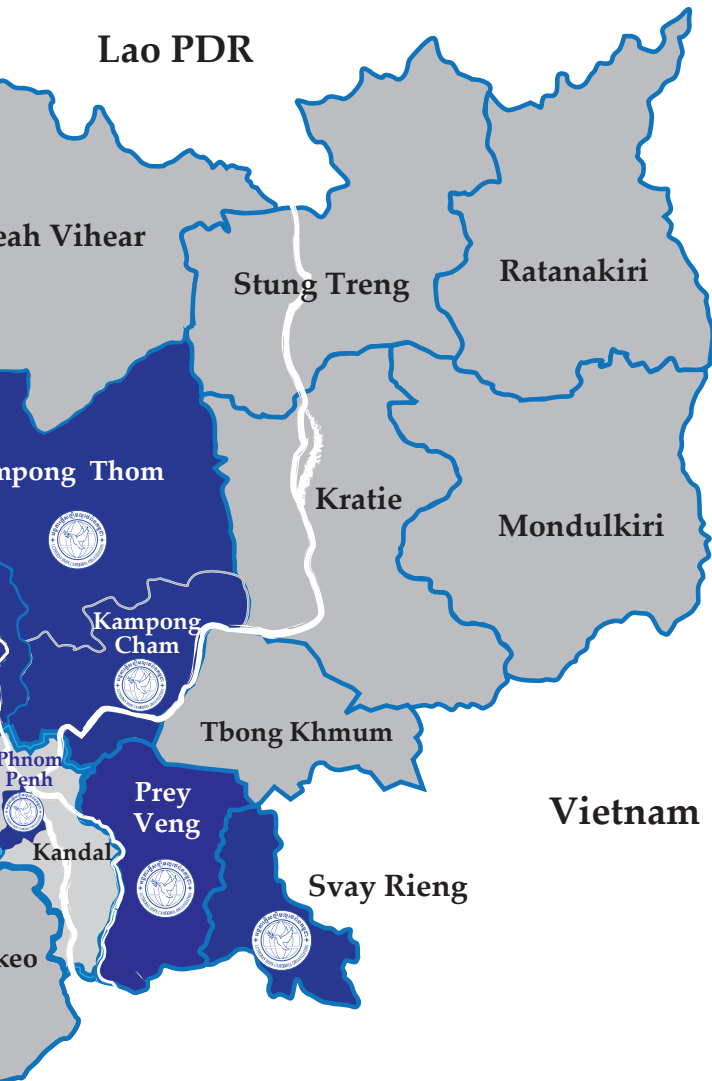 Lao PDR
eah Vihear
Stung Treng
Ratanakiri
mpong Thom
Kratie
Mondulkiri
Kampong
Cham
Tbong Khmum
Phnom
Penh
Prey
Veng
Vietnam
Kandal
Svay Rieng
keo